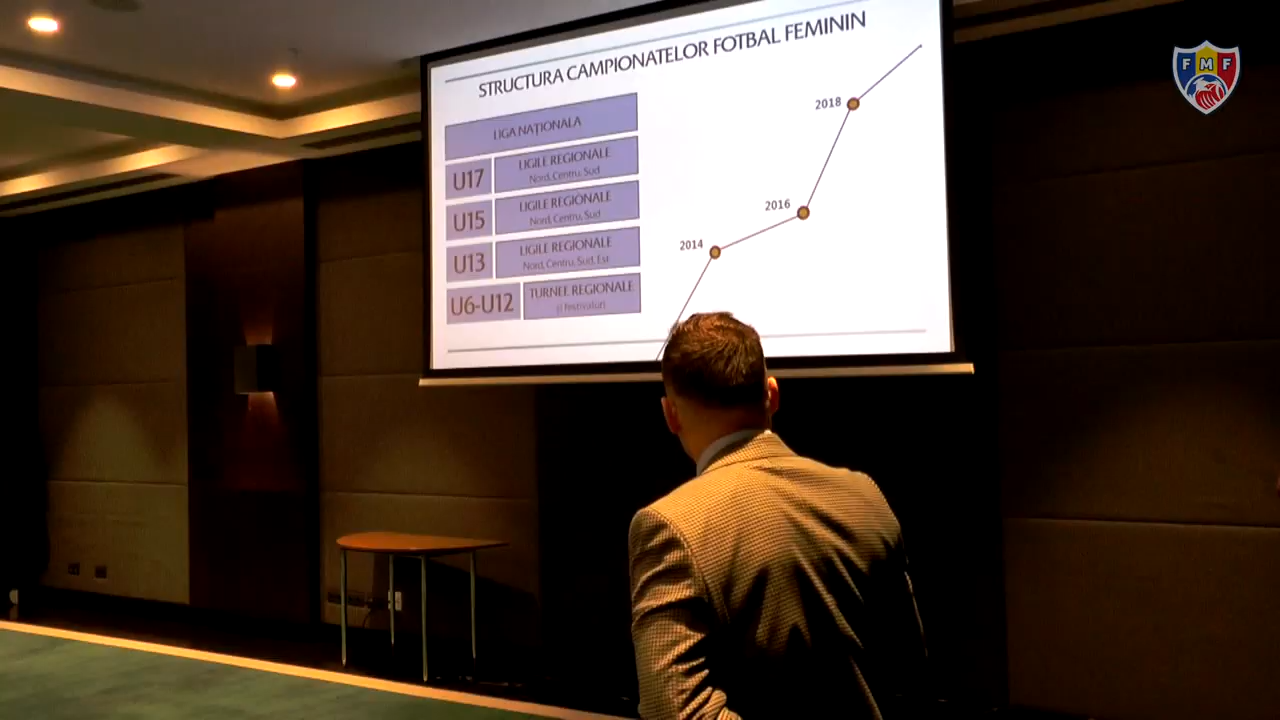 STRUCTURA CAMPIONATELOR FOTBAL FEMININ
LIGA NAȚIONALA
U17
LIGILE REGIONALE
Nord, Centru, Sud
U15
LIGILE REGIONALE
Nord, Centru, Sud
U13
LIGILE REGIONALE
Nord, Centru, Sud, Est
U6-U12
TURNEE REGIONALE
și festivaluri
2014
2016
2018
F M F